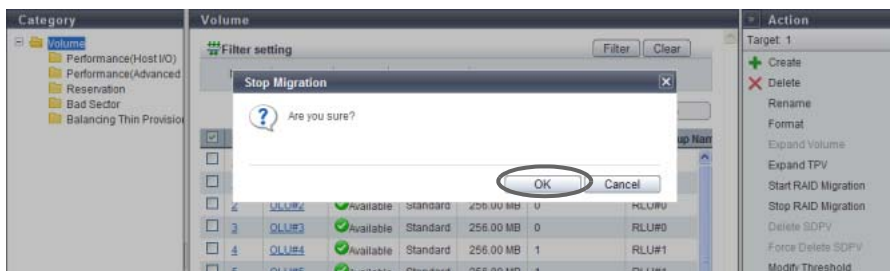 Category
Volume
Action
Volume
Performance(Host I/O)
Performance(Advanced
Reservation
Bad Sector
Balancing Thin Provision
Filter setting
Filter
Clear
Stop Migration
Are you sure?
OK
Cancel
up Nam
2 OLU#2 Available Standard 256.00 MB 0 RLU#0
3 OLU#3 Available Standard 256.00 MB 0 RLU#0
4 OLU#4 Available Standard 256.00 MB 1 RLU#1
Target: 1
Create
Delete
Rename
Format
Expand Volume
Expand TPV
Start RAID Migration
Stop RAID Migration
Delete SDPV
Force Delete SDPV
Modify Threshold